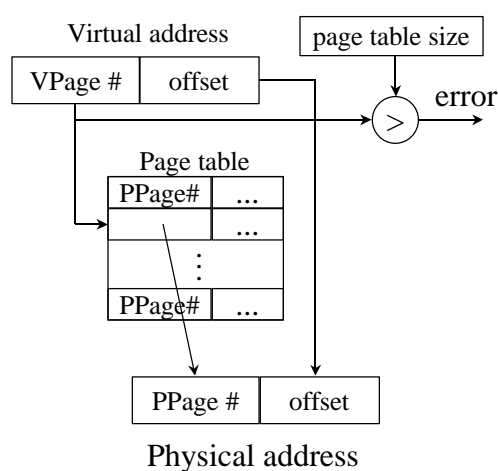 Virtual address
page table size
VPage # offset
error
>
Page table
PPage# ...
...
⋮
PPage# ...
PPage # offset
Physical address